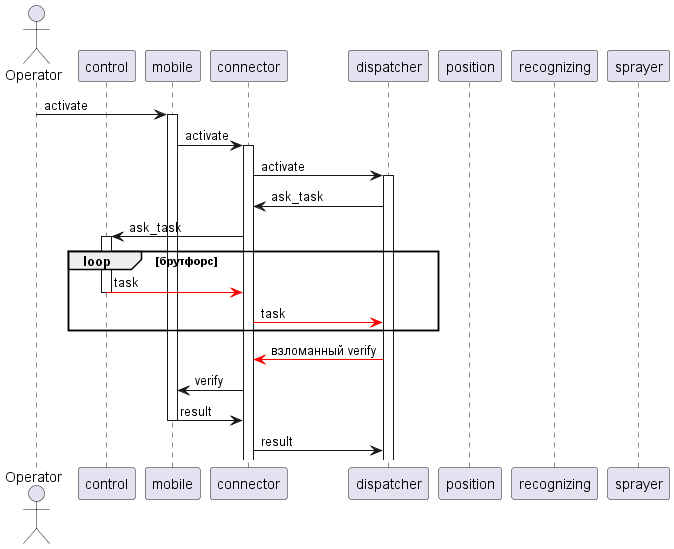 Operator
control mobile connector dispatcher position recognizing sprayer
activate
activate
activate
ask_task
ask_task
loop [брутфорс]
task
task
взломанный verify
verify
result
result
Operator
control mobile connector dispatcher position recognizing sprayer